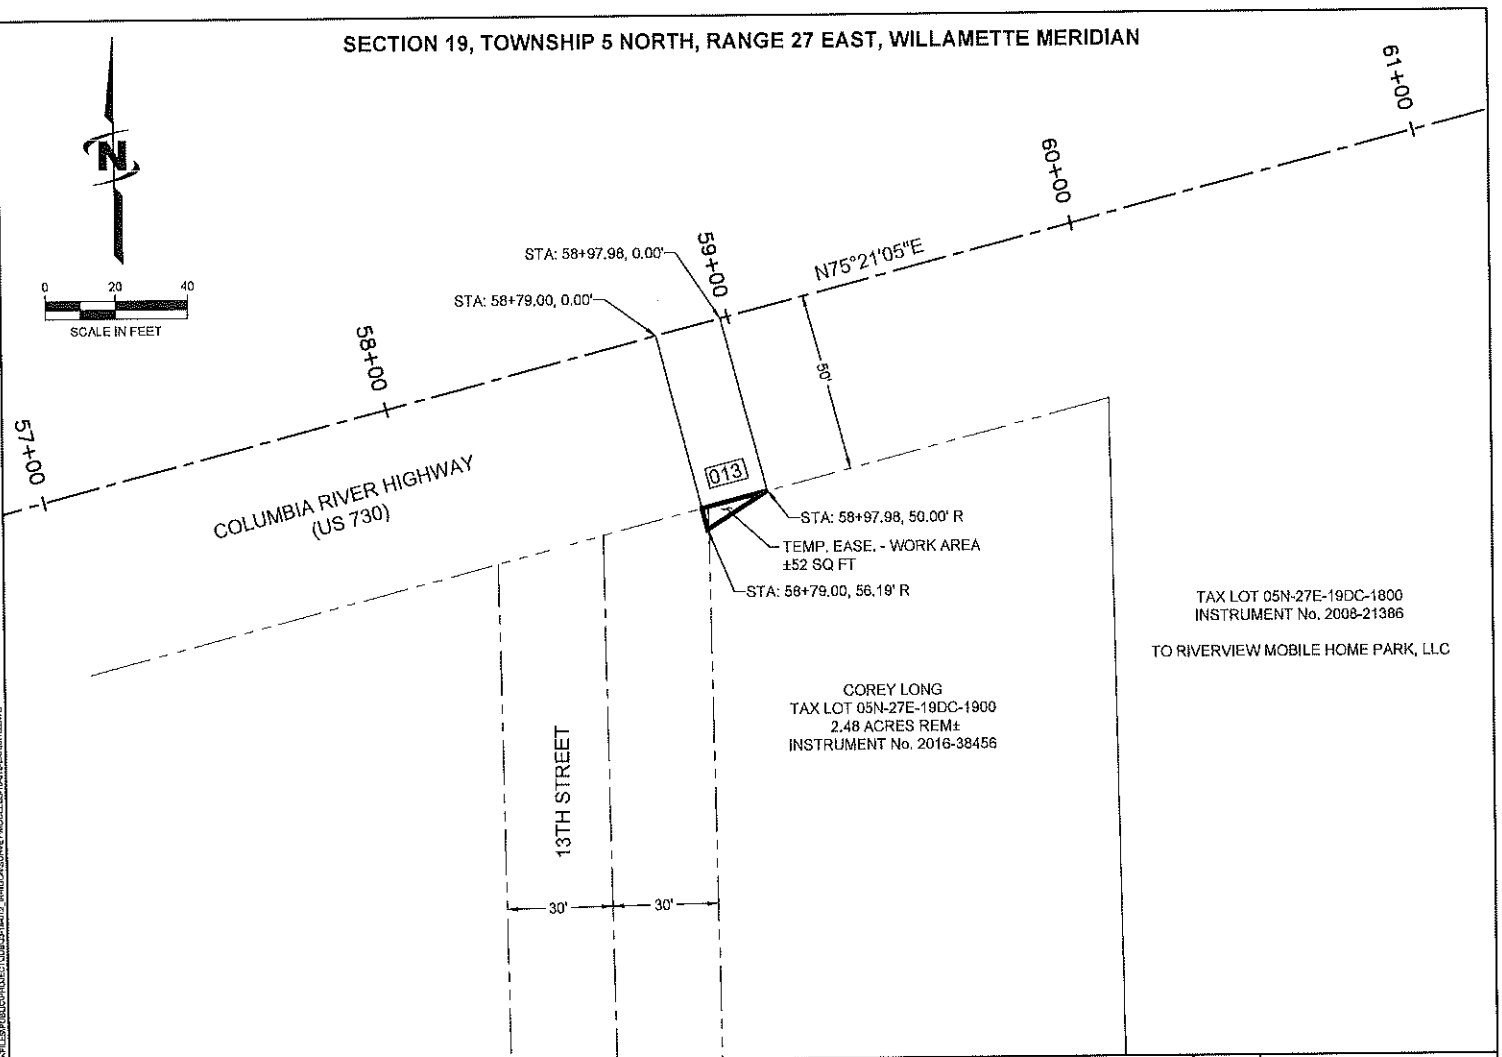 SECTION 19, TOWNSHIP 5 NORTH, RANGE 27 EAST, WILLAMETTE MERIDIAN
N
0 20 40
SCALE IN FEET
57+00
58+00
59+00
60+00
61+00
STA: 58+97.98, 0.00'
STA: 58+79.00, 0.00'
N75°21'05"E
50'
COLUMBIA RIVER HIGHWAY
(US 730)
013
STA: 58+97.98, 50.00' R
TEMP. EASE. - WORK AREA
±52 SQ FT
STA: 58+79.00, 56.19' R
TAX LOT 05N-27E-19DC-1800
INSTRUMENT No. 2008-21386
TO RIVERVIEW MOBILE HOME PARK, LLC
COREY LONG
TAX LOT 05N-27E-19DC-1900
2.48 ACRES REM±
INSTRUMENT No. 2016-38456
13TH STREET
30'
30'